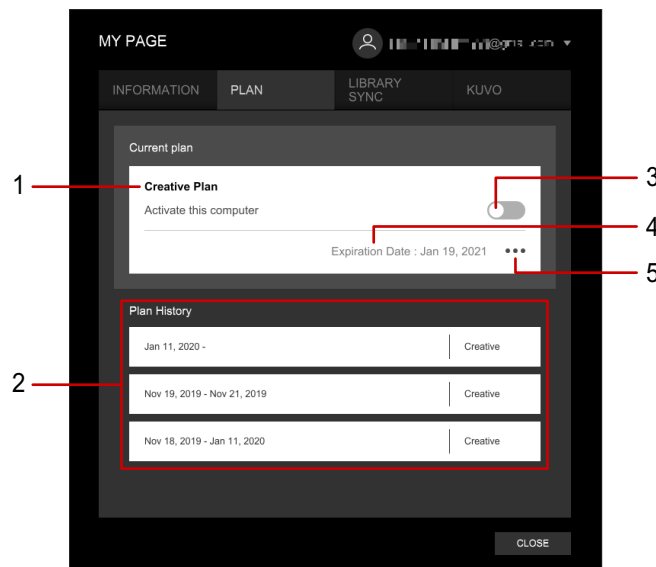 MY PAGE
INFORMATION
PLAN
LIBRARY
SYNC
KUVO
Current plan
1
Creative Plan
3
Activate this computer
4
Expiration Date : Jan 19, 2021
5
Plan History
Jan 11, 2020 -
Creative
2
Nov 19, 2019 - Nov 21, 2019
Creative
Nov 18, 2019 - Jan 11, 2020
Creative
CLOSE